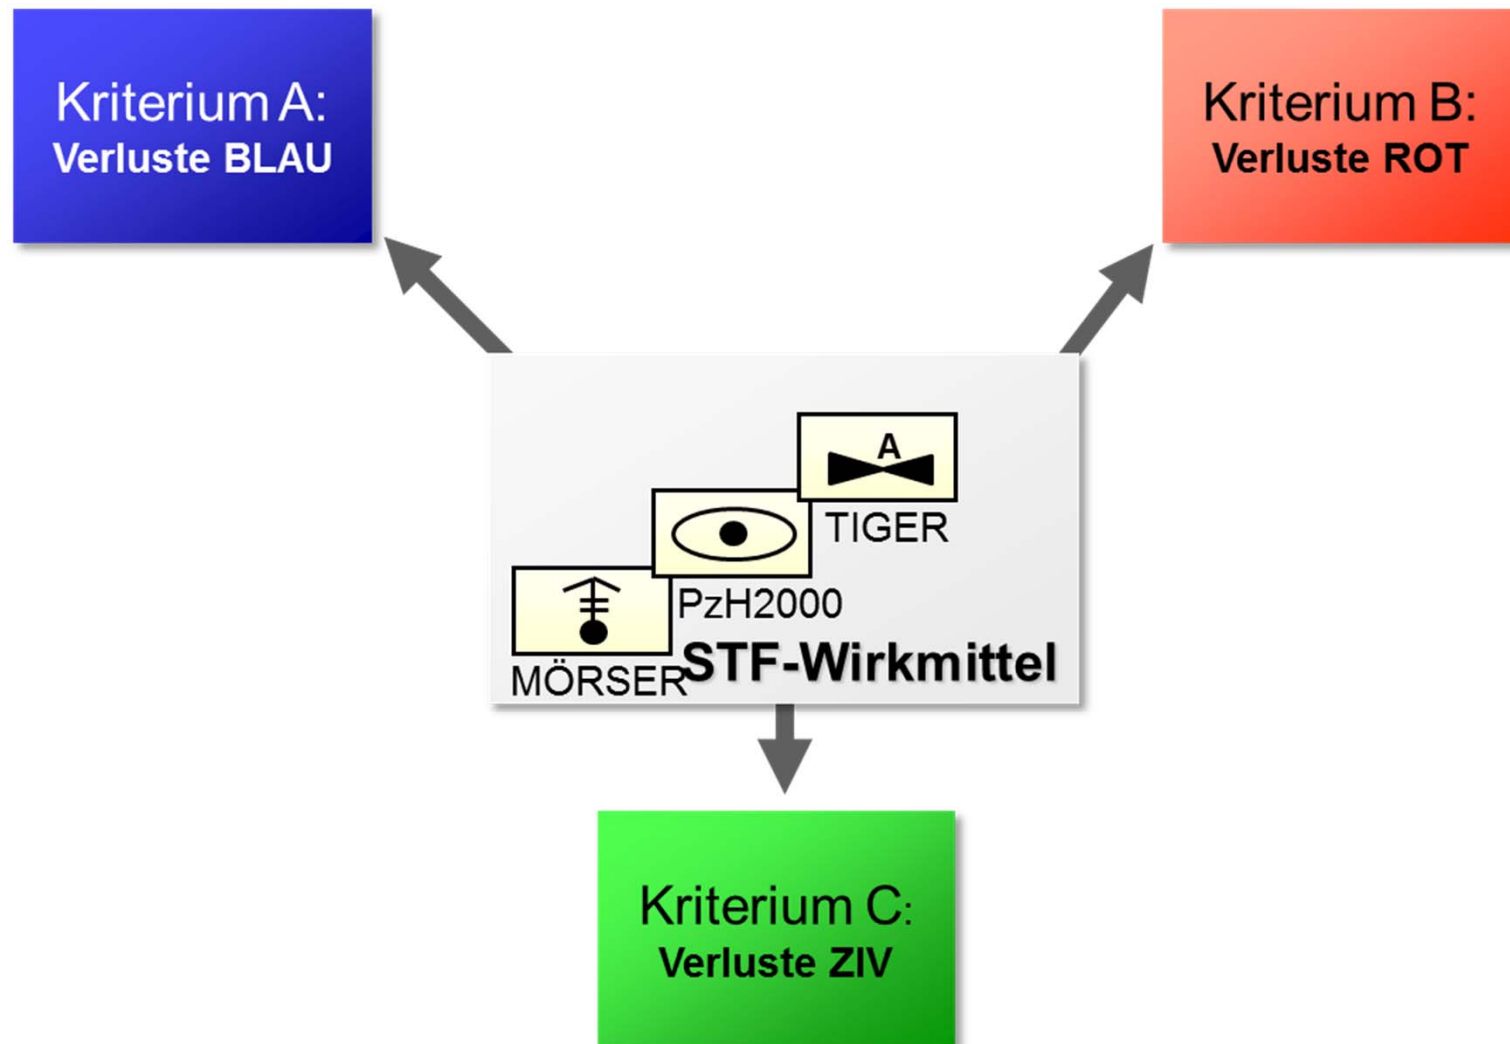 Kriterium A:
Verluste BLAU
Kriterium B:
Verluste ROT
A
TIGER
PzH2000
MÖRSER
STF-Wirkmittel
Kriterium C:
Verluste ZIV